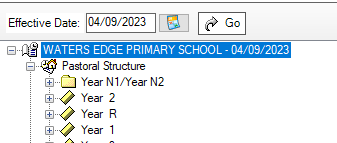 Effective Date: 04/09/2023 Go
WATERS EDGE PRIMARY SCHOOL - 04/09/2023
Pastoral Structure
Year N1/Year N2
Year 2
Year R
Year 1